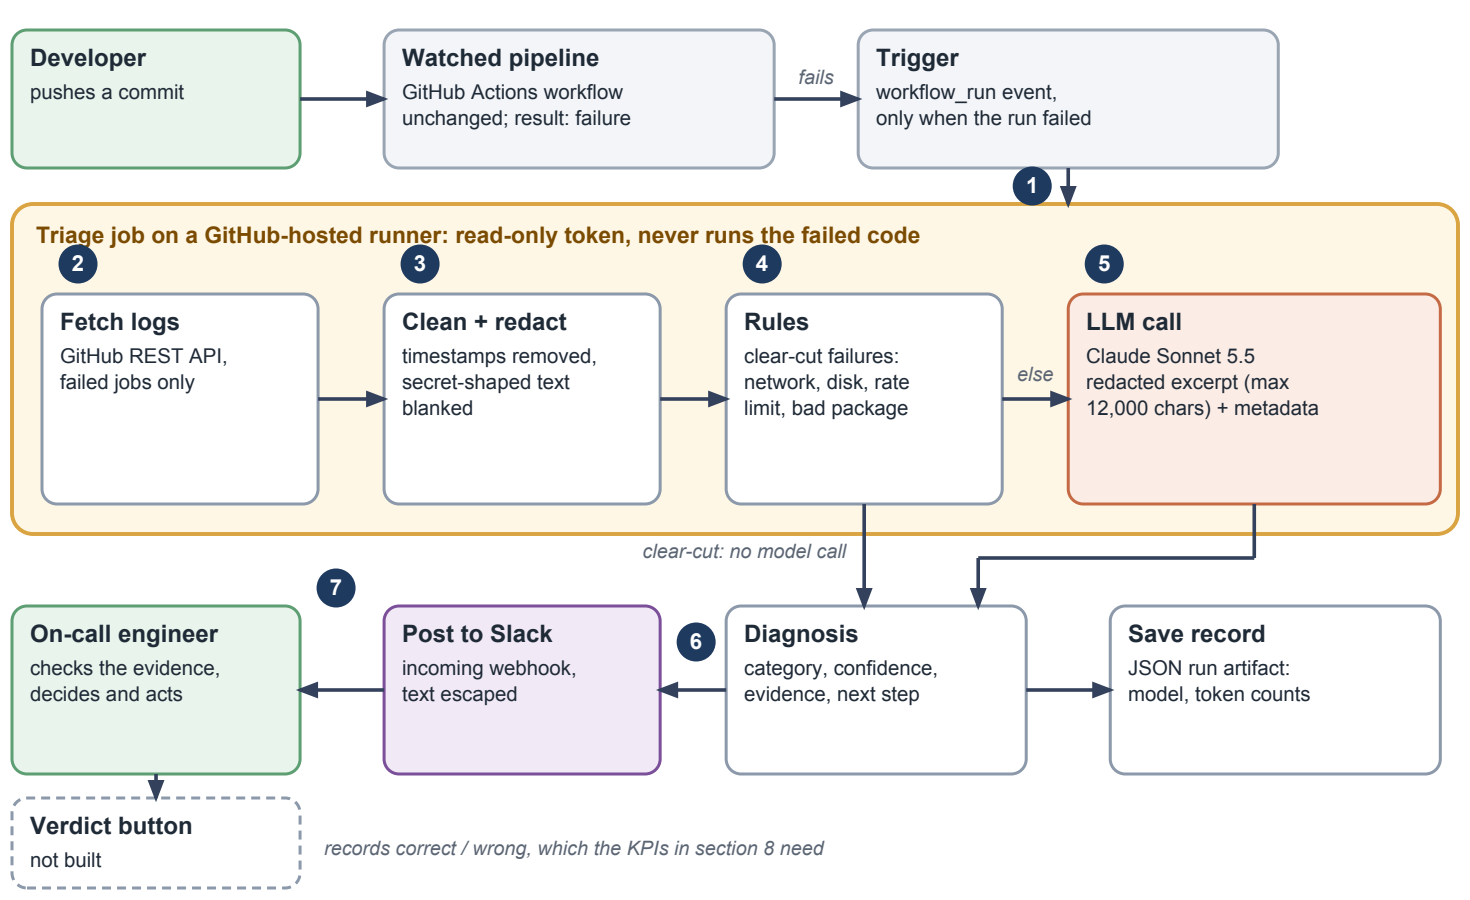 Developer
pushes a commit
Watched pipeline
GitHub Actions workflow
unchanged; result: failure
fails
Trigger
workflow_run event,
only when the run failed
1
Triage job on a GitHub-hosted runner: read-only token, never runs the failed code
2
Fetch logs
GitHub REST API,
failed jobs only
3
Clean + redact
timestamps removed,
secret-shaped text
blanked
4
Rules
clear-cut failures:
network, disk, rate
limit, bad package
else
5
LLM call
Claude Sonnet 5.5
redacted excerpt (max
12,000 chars) + metadata
clear-cut: no model call
7
On-call engineer
checks the evidence,
decides and acts
Post to Slack
incoming webhook,
text escaped
6
Diagnosis
category, confidence,
evidence, next step
Save record
JSON run artifact:
model, token counts
Verdict button
not built
records correct / wrong, which the KPIs in section 8 need